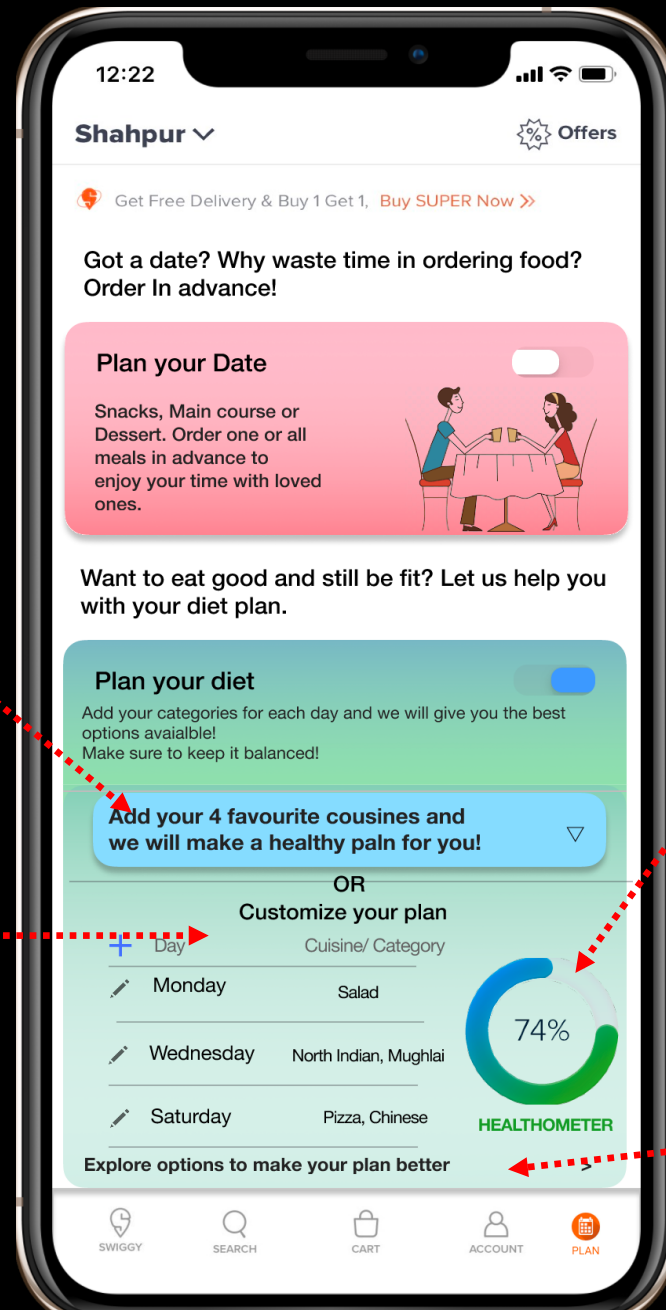 12:22
Shahpur
Offers
Get Free Delivery & Buy 1 Get 1, Buy SUPER Now >>
Got a date? Why waste time in ordering food?
Order In advance!
Plan your Date
Snacks, Main course or
Dessert. Order one or all
meals in advance to
enjoy your time with loved
ones.
Want to eat good and still be fit? Let us help you
with your diet plan.
Plan your diet
Add your categories for each day and we will give you the best
options avaialble!
Make sure to keep it balanced!
Add your 4 favourite cousines and
we will make a healthy paln for you!
OR
Customize your plan
+ Day Cuisine/ Category
Monday Salad
Wednesday North Indian, Mughlai
Saturday Pizza, Chinese
74%
HEALTHOMETER
Explore options to make your plan better >
SWIGGY SEARCH CART ACCOUNT PLAN